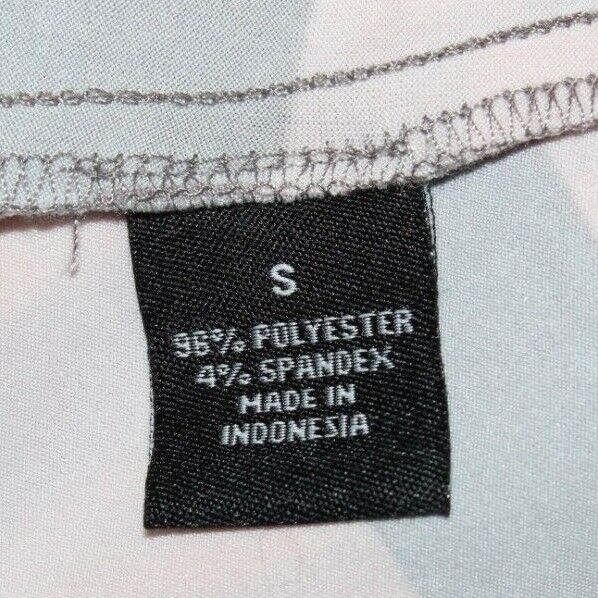 S
96% POLYESTER
4% SPANDEX
MADE IN
INDONESIA